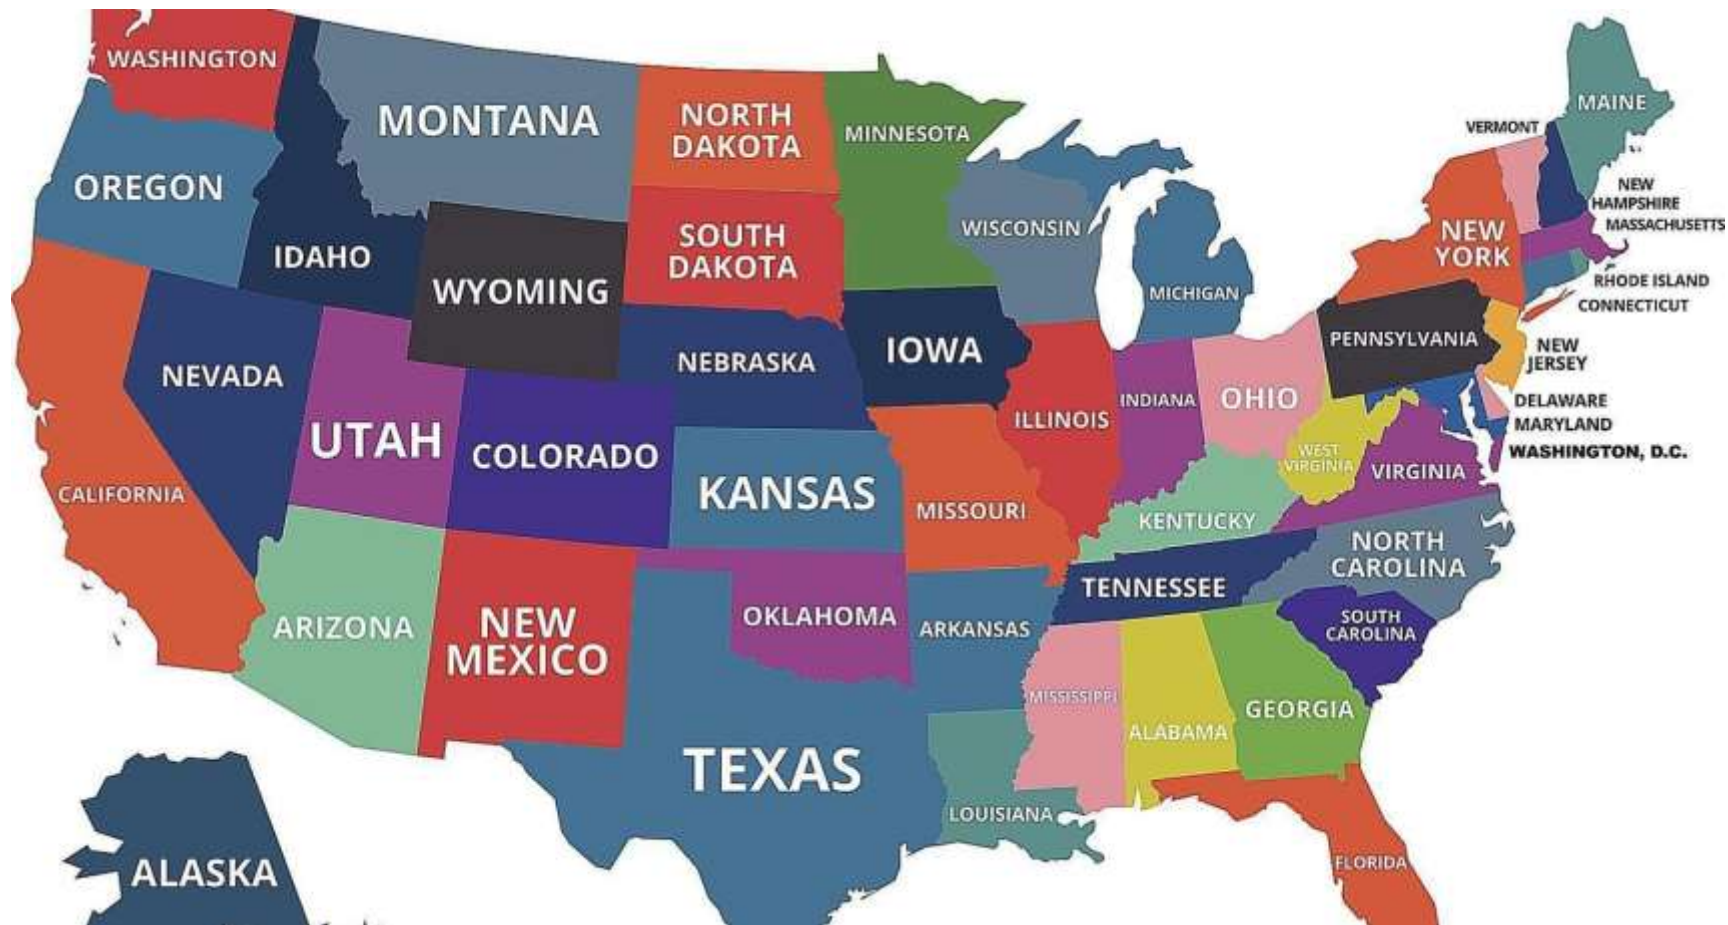 WASHINGTON
MONTANA
NORTH
DAKOTA
MINNESOTA
MAINE
VERMONT
OREGON
IDAHO
WYOMING
SOUTH
DAKOTA
WISCONSIN
MICHIGAN
NEW
YORK
NEW
HAMPSHIRE
MASSACHUSETTS
RHODE ISLAND
CONNECTICUT
NEVADA
UTAH
COLORADO
NEBRASKA
IOWA
ILLINOIS
INDIANA
OHIO
PENNSYLVANIA
NEW
JERSEY
DELAWARE
MARYLAND
WASHINGTON, D.C.
CALIFORNIA
KANSAS
MISSOURI
KENTUCKY
WEST
VIRGINIA
VIRGINIA
ARIZONA
NEW
MEXICO
OKLAHOMA
ARKANSAS
TENNESSEE
NORTH
CAROLINA
SOUTH
CAROLINA
TEXAS
LOUISIANA
MISSISSIPPI
ALABAMA
GEORGIA
FLORIDA
ALASKA